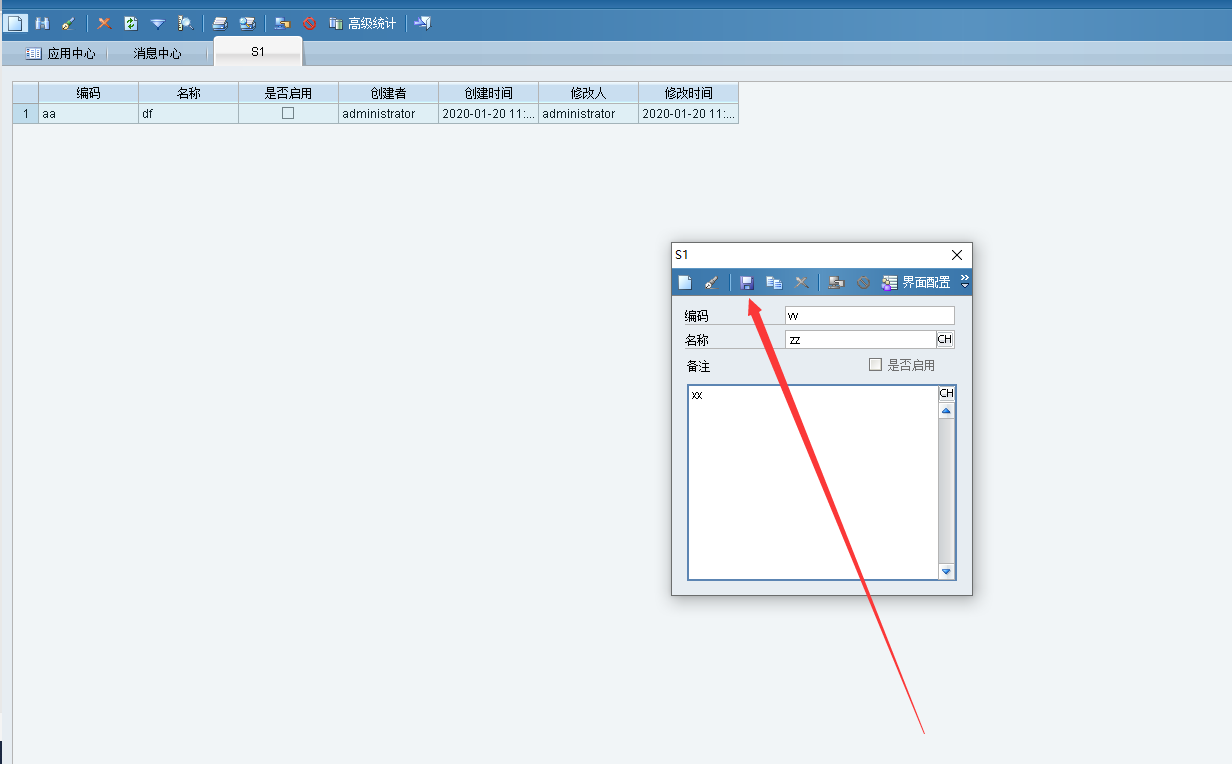 高级统计
应用中心 消息中心 S1
编码 名称 是否启用 创建者 创建时间 修改人 修改时间
1 aa df administrator 2020-01-20 11:... administrator 2020-01-20 11:...
S1
界面配置
编码 vv
名称 zz CH
备注 是否启用
xx CH